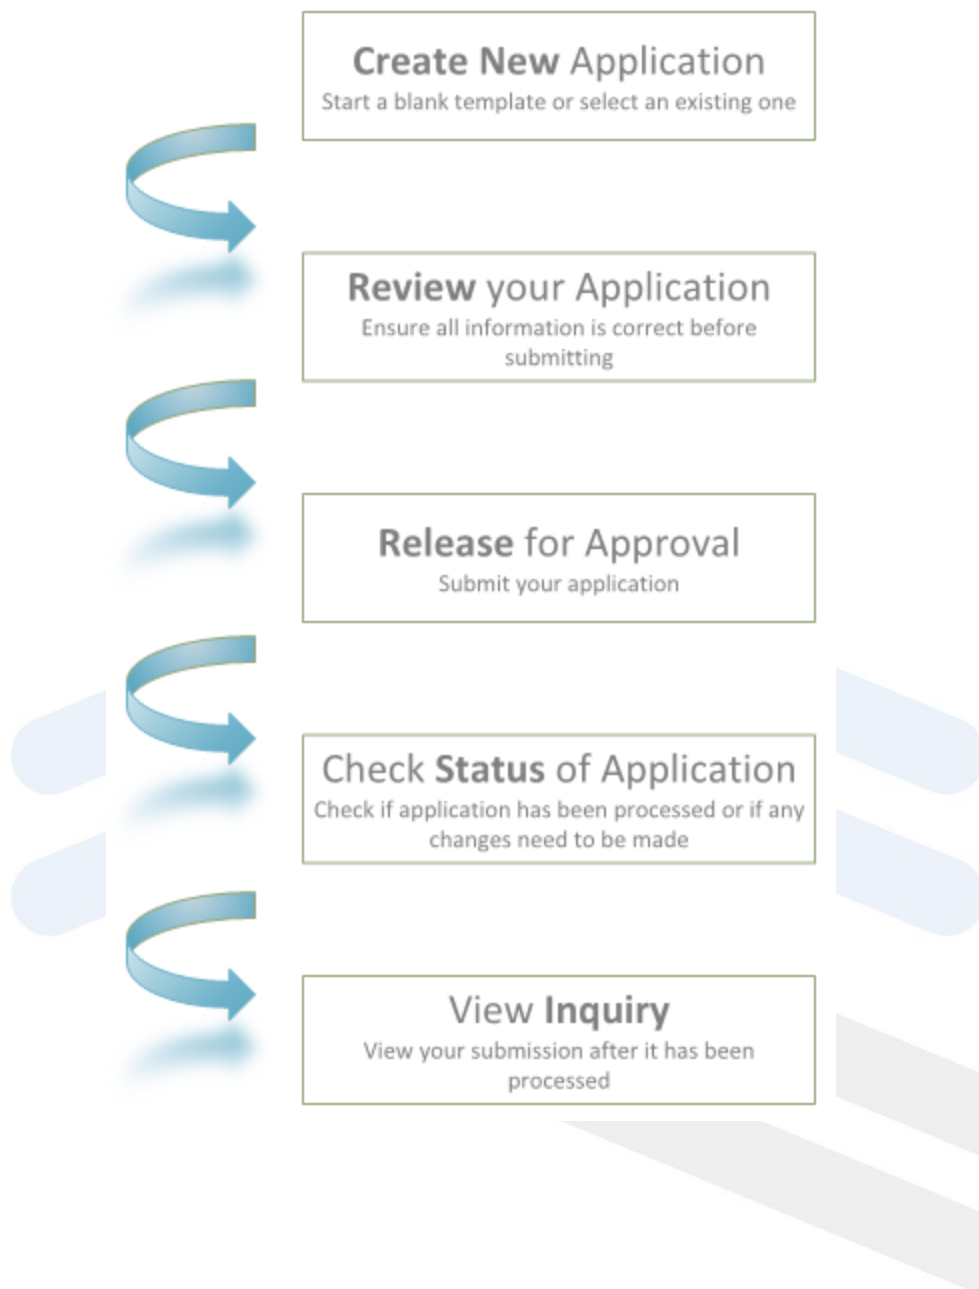 Create New Application
Start a blank template or select an existing one
Review your Application
Ensure all information is correct before
submitting
Release for Approval
Submit your application
Check Status of Application
Check if application has been processed or if any
changes need to be made
View Inquiry
View your submission after it has been
processed